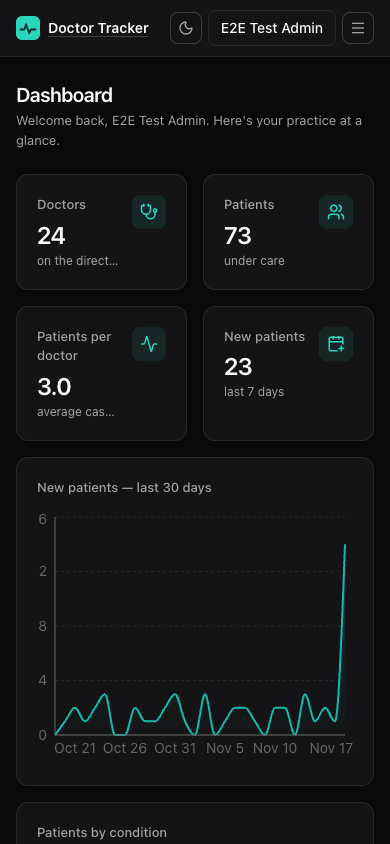 Doctor Tracker
E2E Test Admin
Dashboard
Welcome back, E2E Test Admin. Here's your practice at a
glance.
Doctors
24
on the direct...
Patients
73
under care
Patients per
doctor
3.0
average cas...
New patients
23
last 7 days
New patients — last 30 days
6
2
8
4
0
Oct 21 Oct 26 Oct 31 Nov 5 Nov 10 Nov 17
Patients by condition